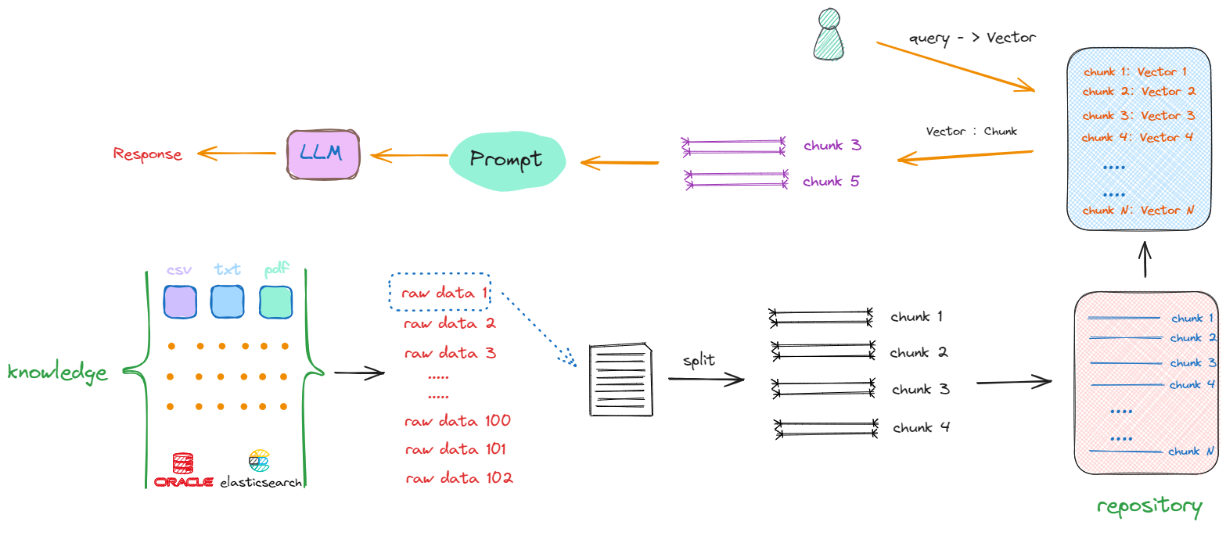 query - > Vector
chunk 1: Vector 1
chunk 2: Vector 2
chunk 3: Vector 3
chunk 4: Vector 4
....
....
chunk N: Vector N
Vector : Chunk
chunk 3
chunk 5
Prompt
LLM
Response
knowledge
csv
txt
pdf
ORACLE
elasticsearch
raw data 1
raw data 2
raw data 3
.....
.....
raw data 100
raw data 101
raw data 102
split
chunk 1
chunk 2
chunk 3
chunk 4
chunk 1
chunk 2
chunk 3
chunk 4
....
....
chunk N
repository